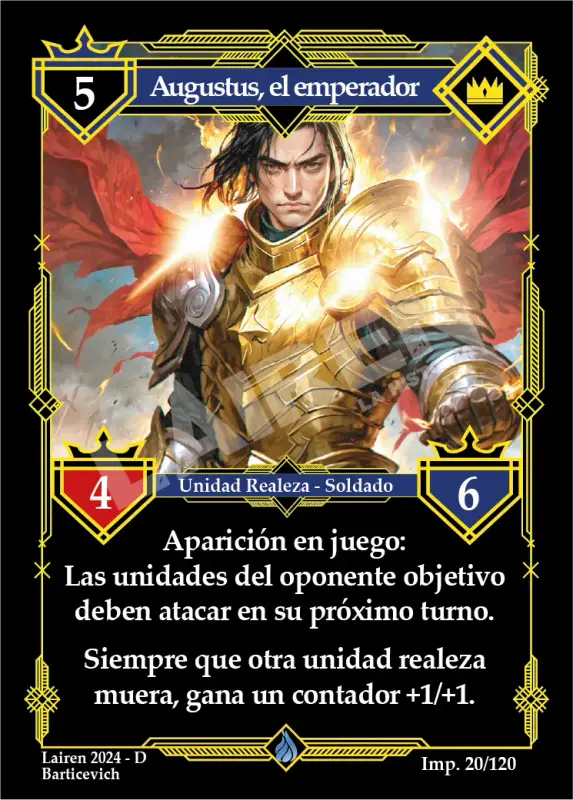 5
Augustus, el emperador
4
Unidad Realeza - Soldado
6
Aparición en juego:
Las unidades del oponente objetivo
deben atacar en su próximo turno.
Siempre que otra unidad realeza
muera, gana un contador +1/+1.
Lairen 2024 - D
Barticevich
Imp. 20/120